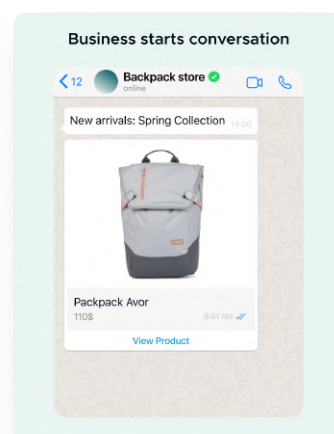 Business starts conversation
12
Backpack store
online
New arrivals: Spring Collection 14:00
Packpack Avor
110$
9:41 AM
View Product